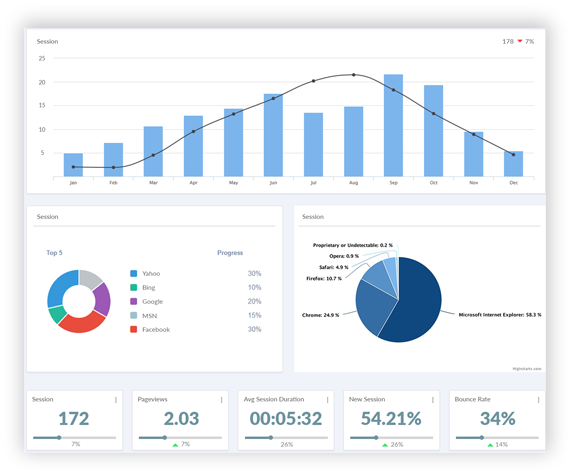 Session
178 7%
25
20
15
10
5
Jan Feb Mar Apr May Jun Jul Aug Sep Oct Nov Dec
Session
Top 5 Progress
Yahoo 30%
Bing 10%
Google 20%
MSN 15%
Facebook 30%
Session
Proprietary or Undetectable: 0.2 %
Opera: 0.9 %
Safari: 4.9 %
Firefox: 10.7 %
Chrome: 24.9 %
Microsoft Internet Explorer: 58.3 %
Highcharts.com
Session
172
7%
Pageviews
2.03
7%
Avg Session Duration
00:05:32
26%
New Session
54.21%
26%
Bounce Rate
34%
14%